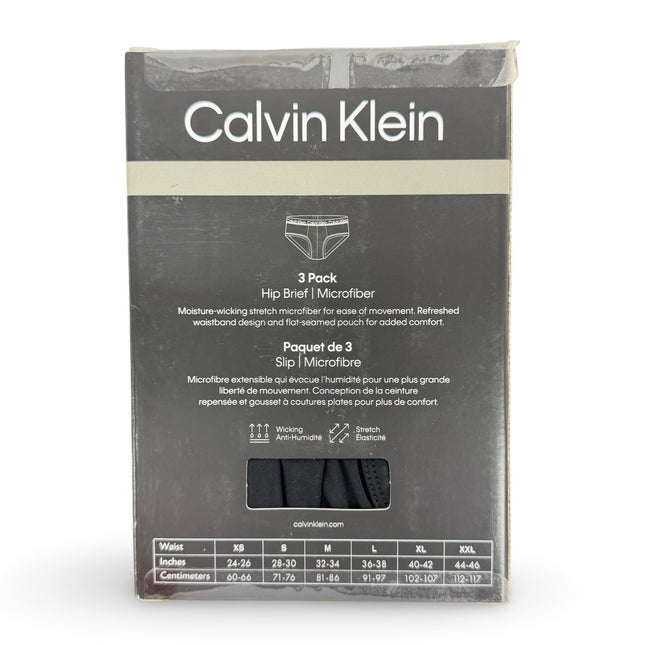 Calvin Klein
3 Pack
Hip Brief | Microfiber
Moisture-wicking stretch microfiber for ease of movement. Refreshed
waistband design and flat-seamed pouch for added comfort.
Paquet de 3
Slip | Microfibre
Microfibre extensible qui évacue l'humidité pour une plus grande
liberté de mouvement. Conception de la ceinture
repensée et gousset à coutures plates pour plus de confort.
Wicking
Anti-Humidité
Stretch
Élasticité
calvinklein.com
Waist XS S M L XL XXL
Inches 24-26 28-30 32-34 36-38 40-42 44-46
Centimeters 60-66 71-76 81-86 91-97 102-107 112-117